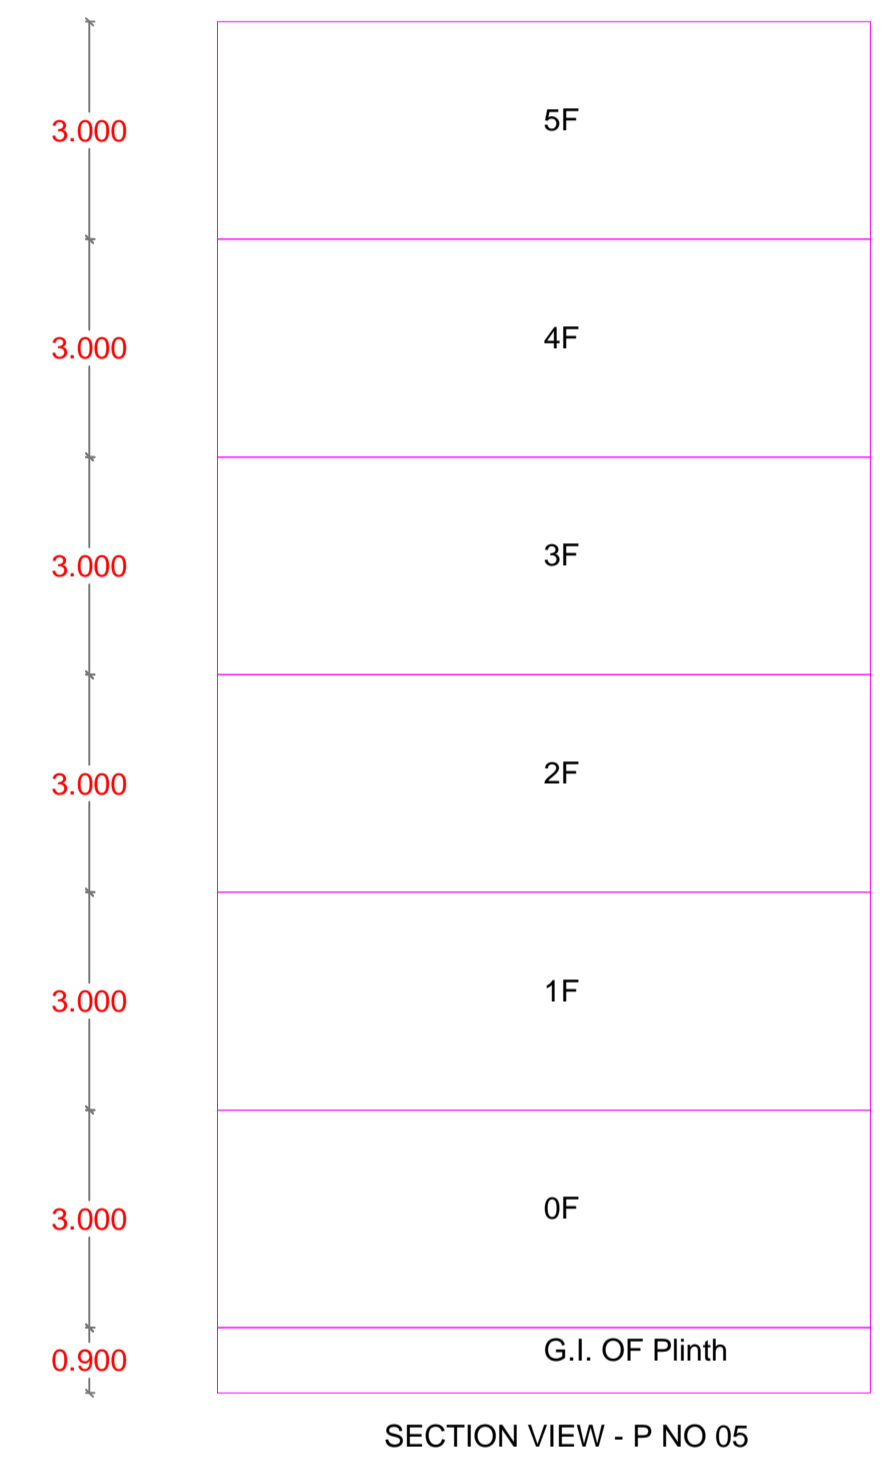 5F
3.000
4F
3.000
3F
3.000
2F
3.000
1F
3.000
0F
3.000
G.I. OF Plinth
0.900
SECTION VIEW - P NO 05